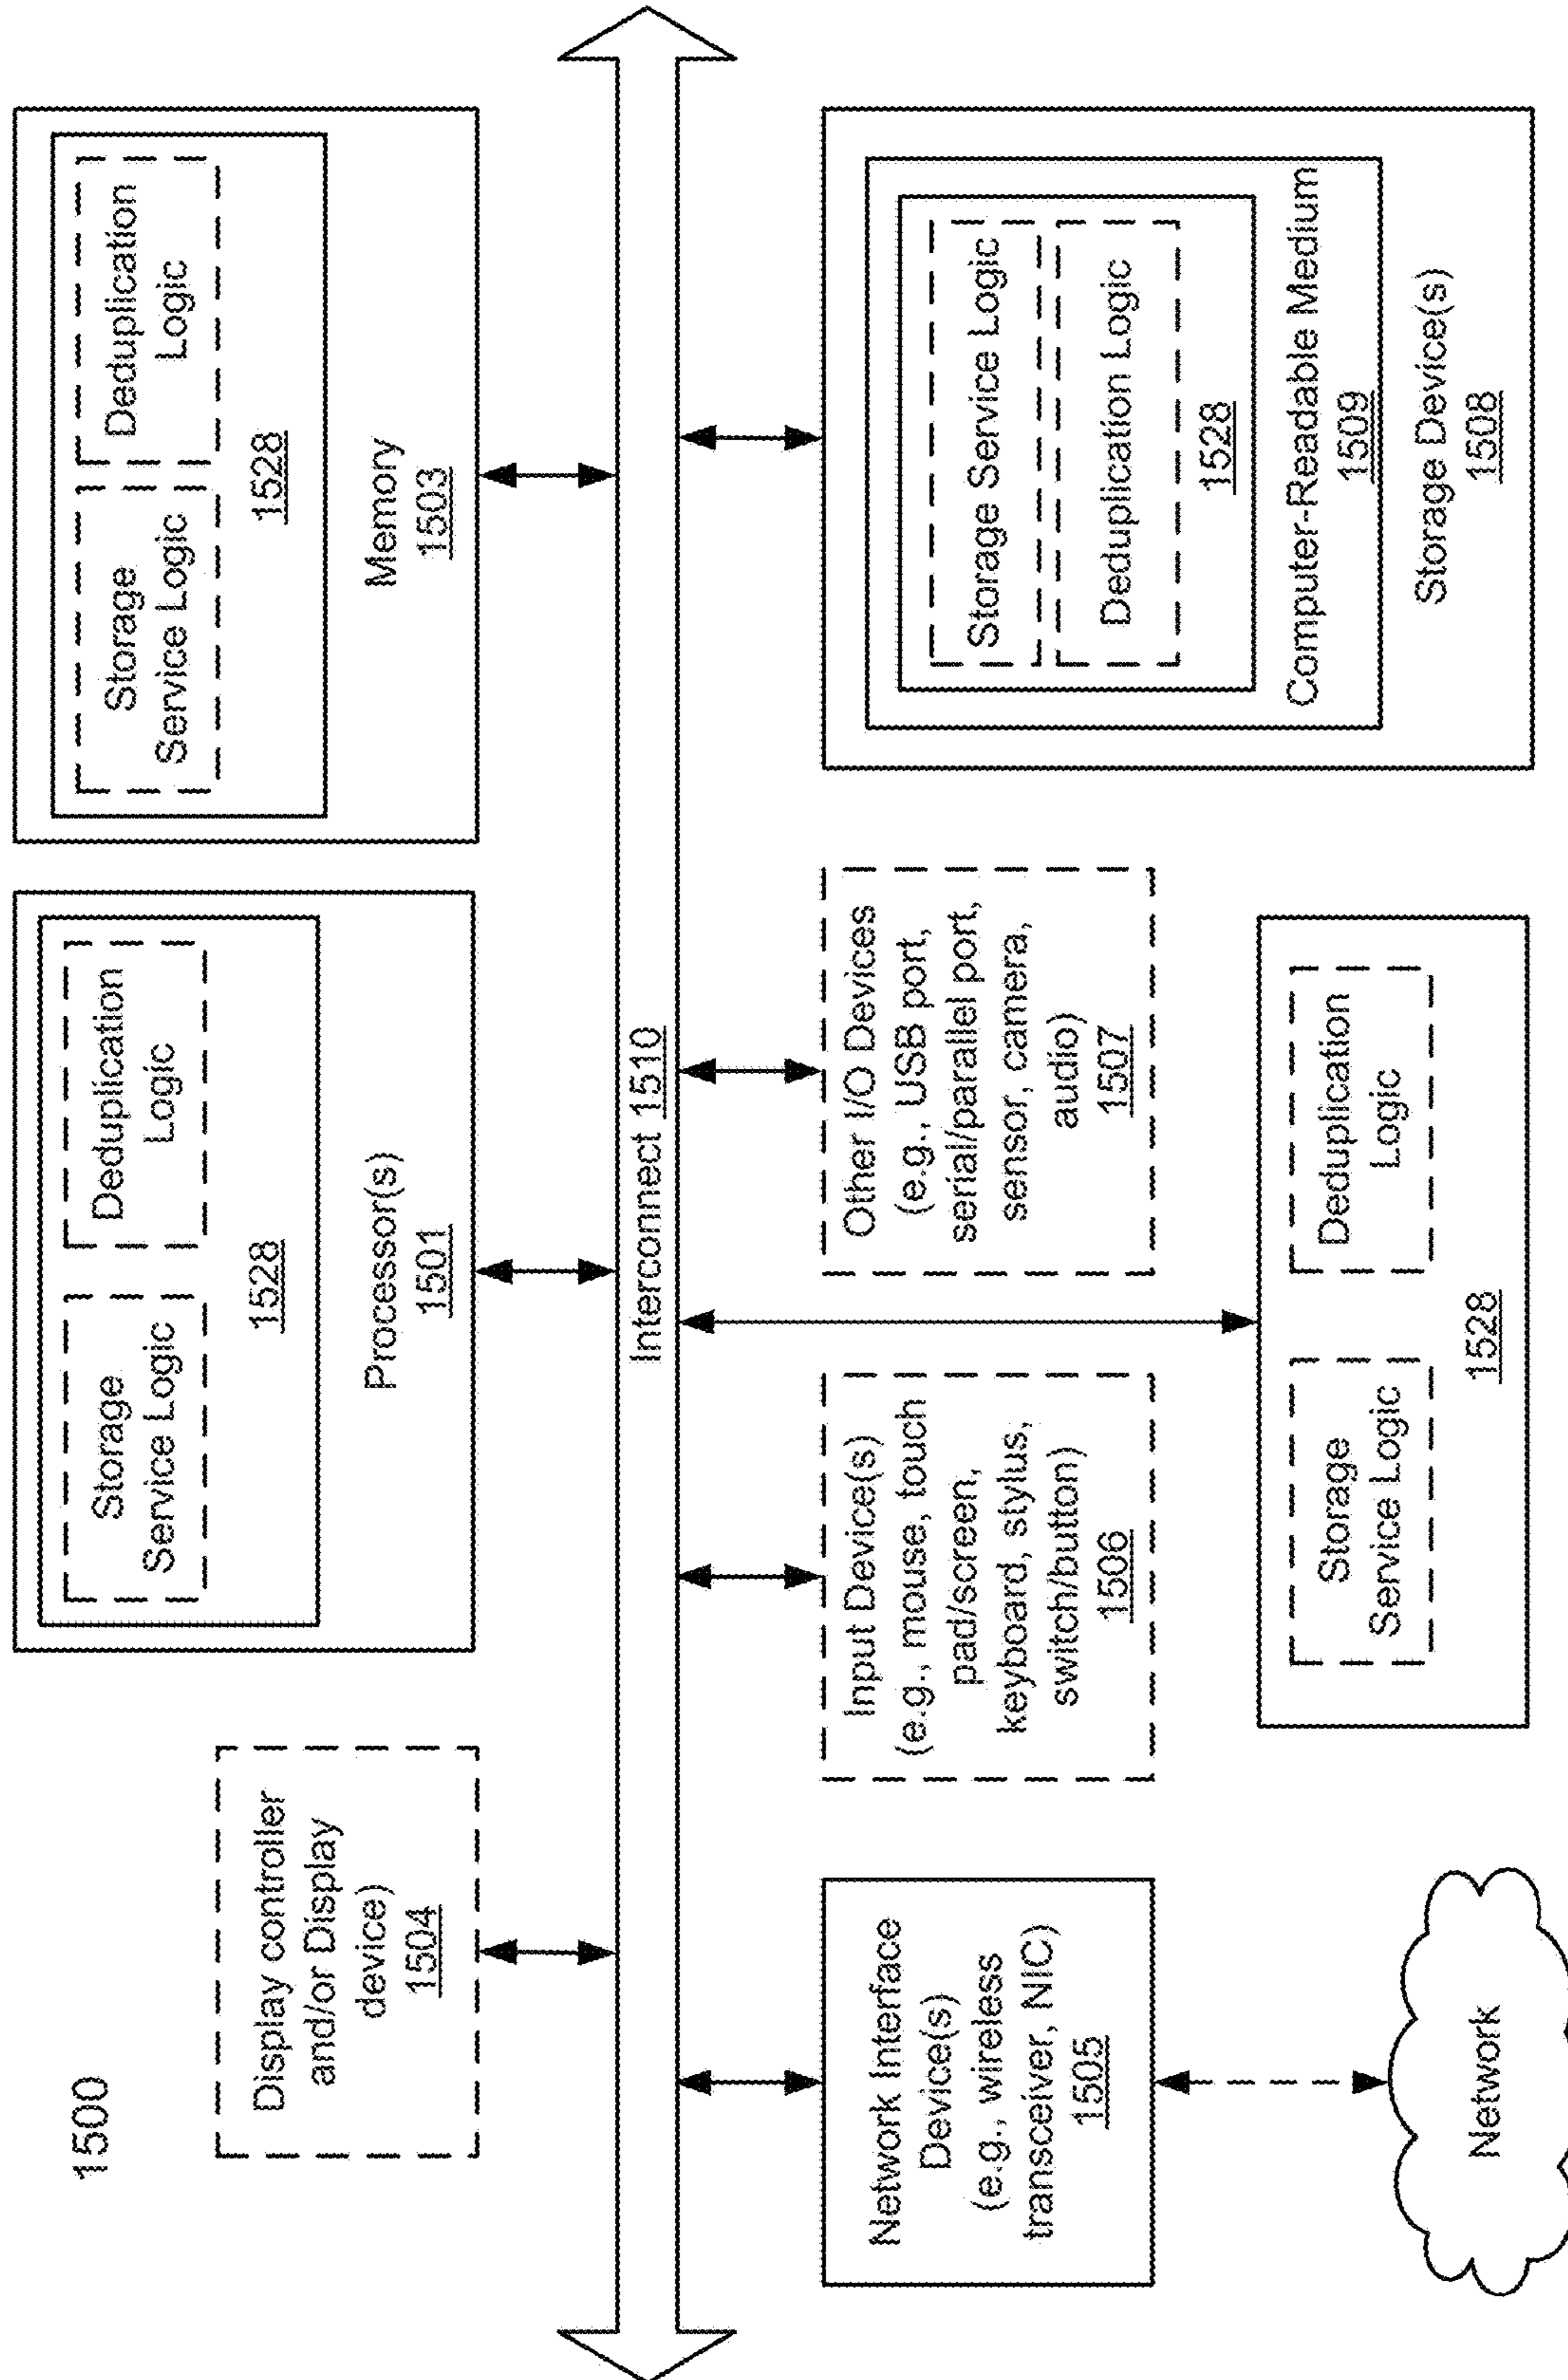 1500
Display controller
and/or Display
device)
1504
Storage
Service Logic
Deduplication
Logic
1528
Processor(s)
1501
Storage
Service Logic
Deduplication
Logic
1528
Memory
1503
Interconnect 1510
Network Interface
Device(s)
(e.g., wireless
transceiver, NIC)
1505
Network
Input Device(s)
(e.g., mouse, touch
pad/screen,
keyboard, stylus,
switch/button)
1506
Other I/O Devices
(e.g., USB port,
serial/parallel port,
sensor, camera,
audio)
1507
Storage
Service Logic
Deduplication
Logic
1528
Storage Service Logic
Deduplication Logic
1528
Computer-Readable Medium
1509
Storage Device(s)
1508